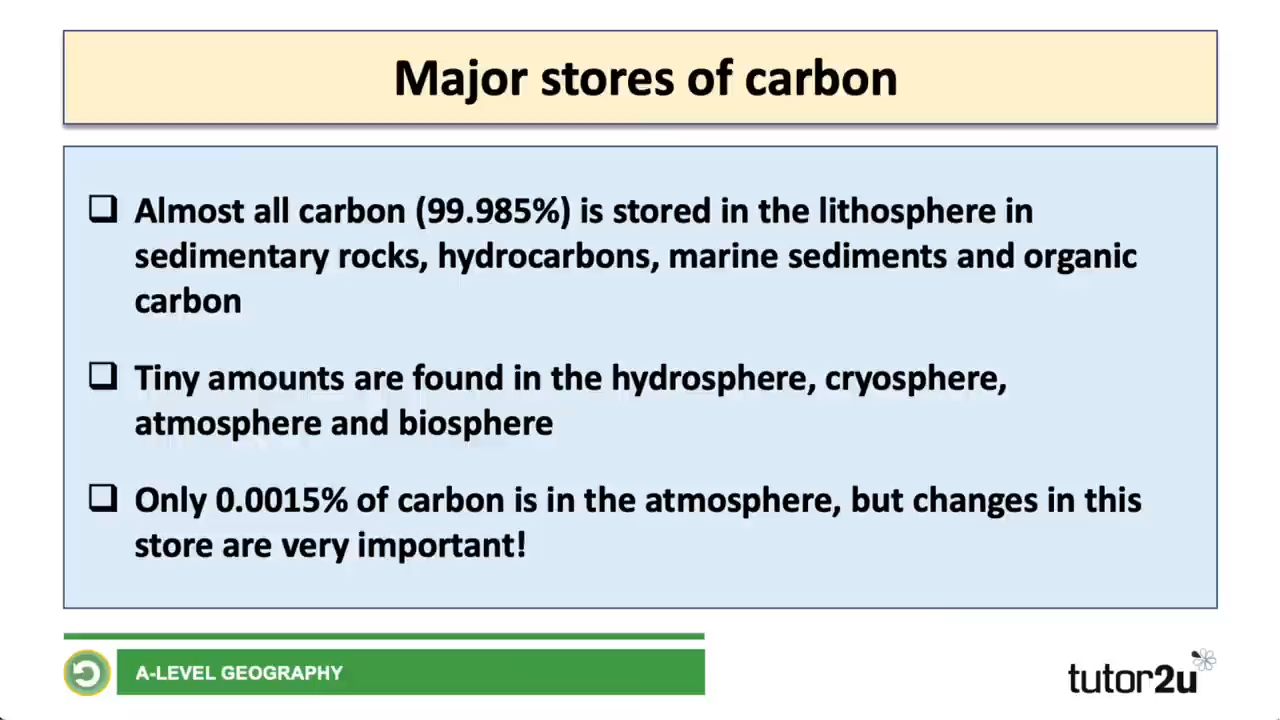 Major stores of carbon
Almost all carbon (99.985%) is stored in the lithosphere in
sedimentary rocks, hydrocarbons, marine sediments and organic
carbon
Tiny amounts are found in the hydrosphere, cryosphere,
atmosphere and biosphere
Only 0.0015% of carbon is in the atmosphere, but changes in this
store are very important!
A-LEVEL GEOGRAPHY
tutor2u